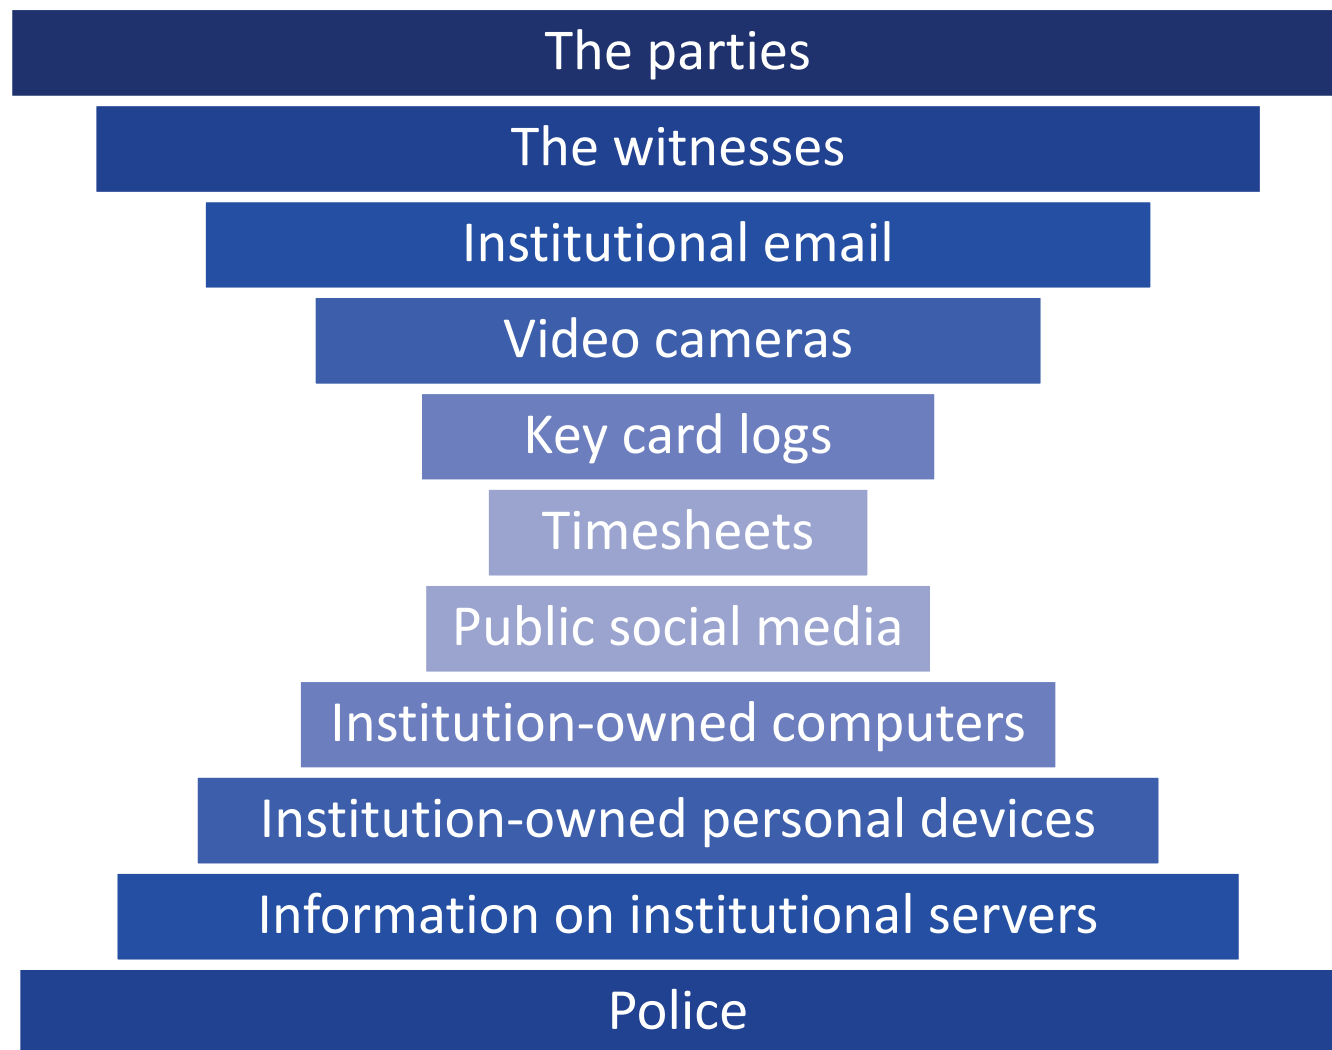 The parties
The witnesses
Institutional email
Video cameras
Key card logs
Timesheets
Public social media
Institution-owned computers
Institution-owned personal devices
Information on institutional servers
Police